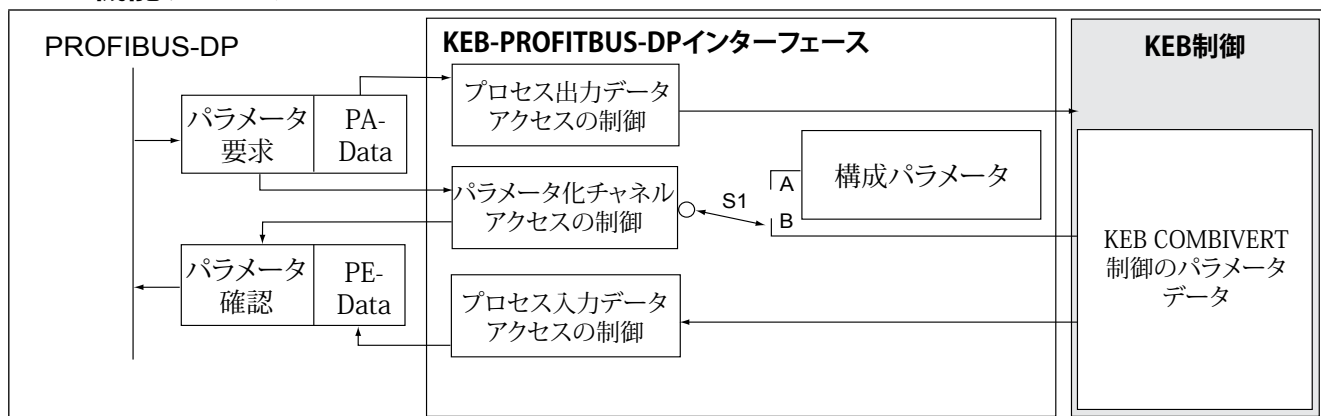 PROFIBUS-DP
KEB-PROFITBUS-DPインターフェース
KEB制御
パラメータ
要求
PA-
Data
プロセス出力データ
アクセスの制御
パラメータ化チャネル
アクセスの制御
S1
A
B
構成パラメータ
KEB COMBIVERT
制御のパラメータ
データ
パラメータ
確認
PE-
Data
プロセス入力データ
アクセスの制御